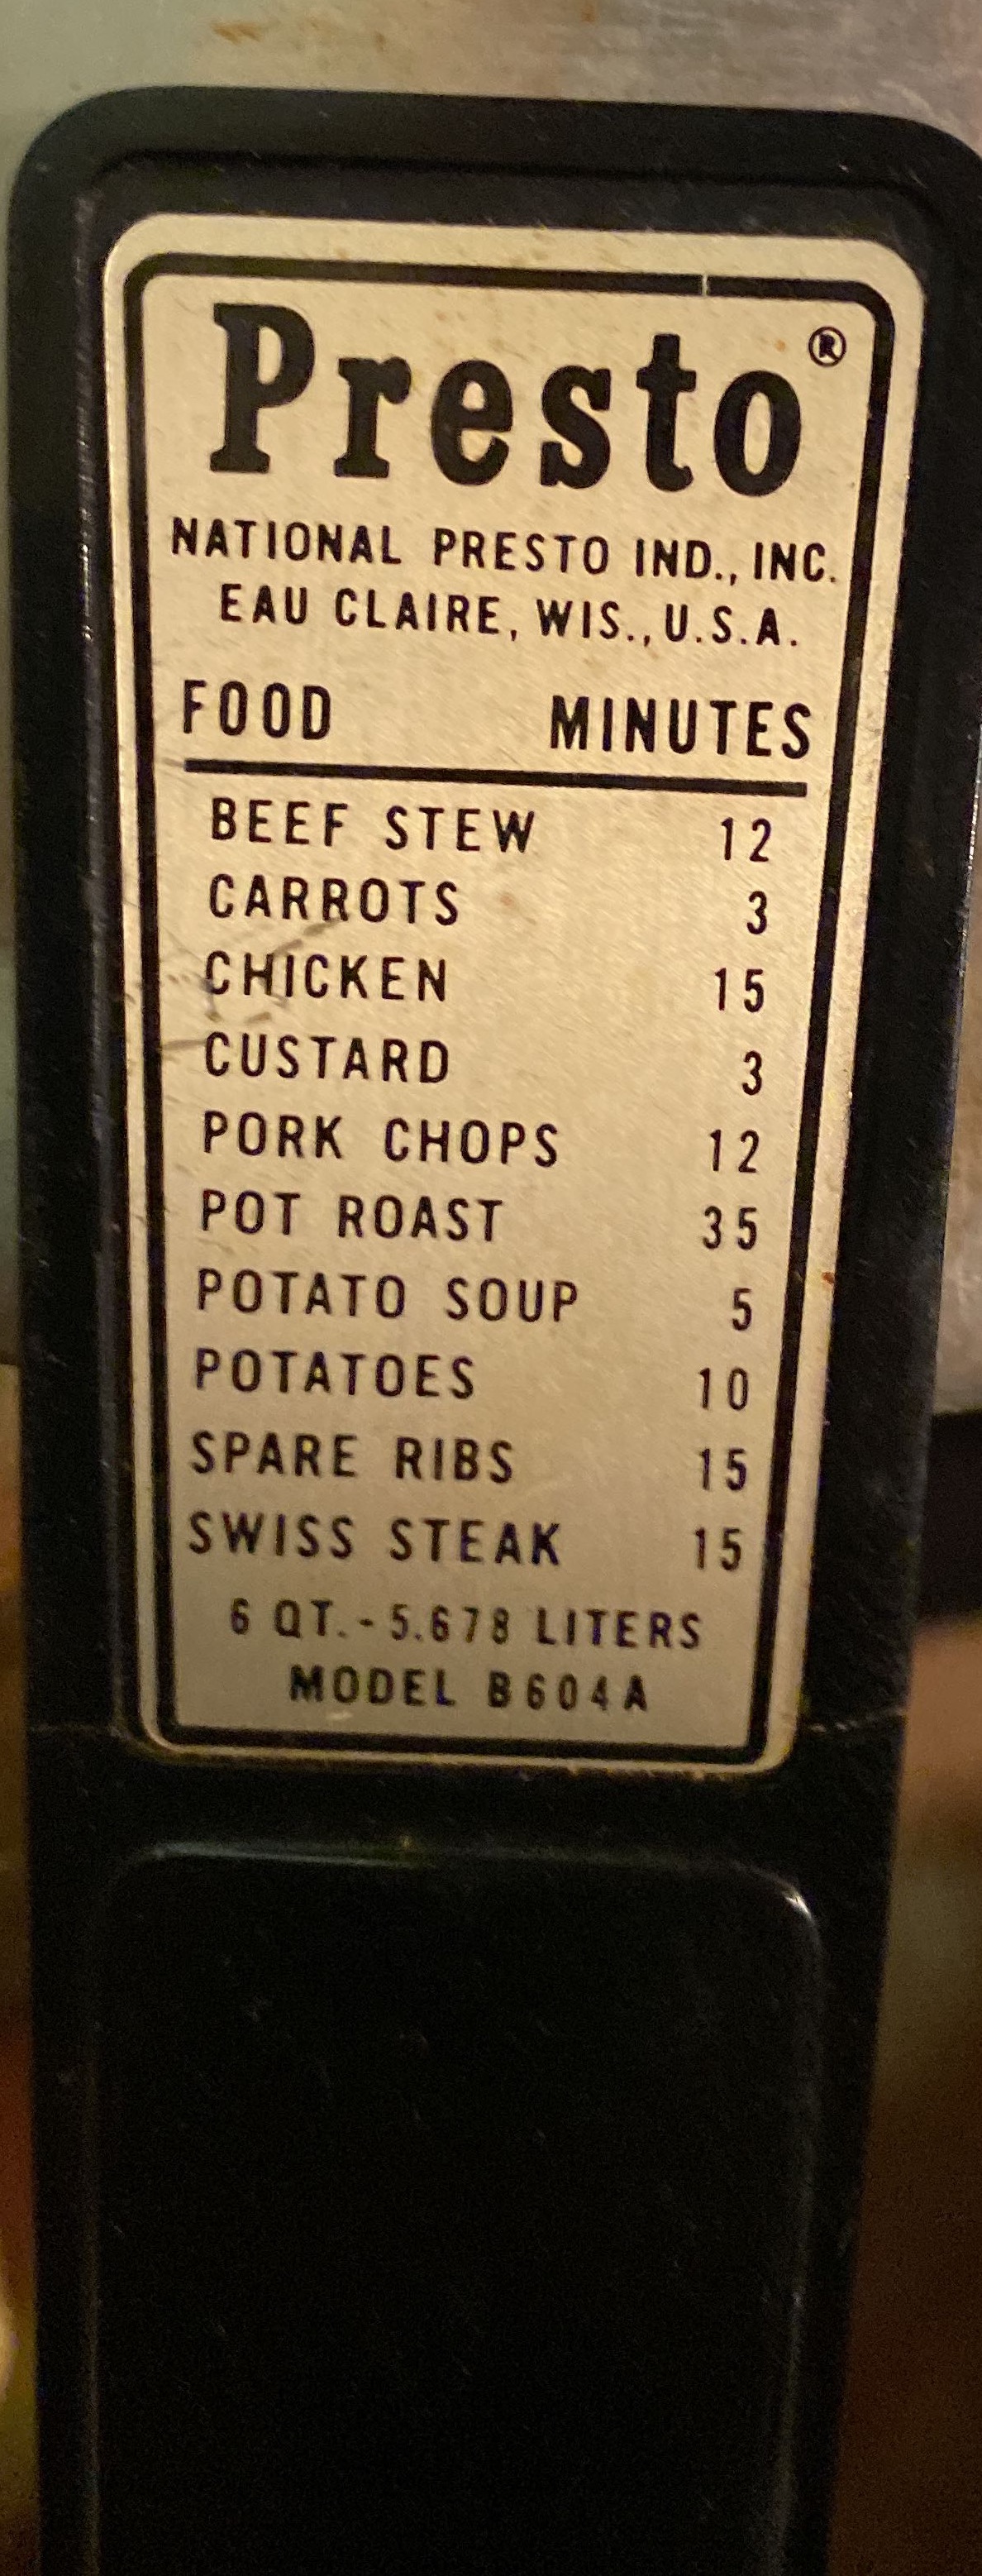 Presto®
NATIONAL PRESTO IND., INC.
EAU CLAIRE, WIS., U.S.A.
FOOD MINUTES
BEEF STEW 12
CARROTS 3
CHICKEN 15
CUSTARD 3
PORK CHOPS 12
POT ROAST 35
POTATO SOUP 5
POTATOES 10
SPARE RIBS 15
SWISS STEAK 15
6 QT. - 5.678 LITERS
MODEL B604A